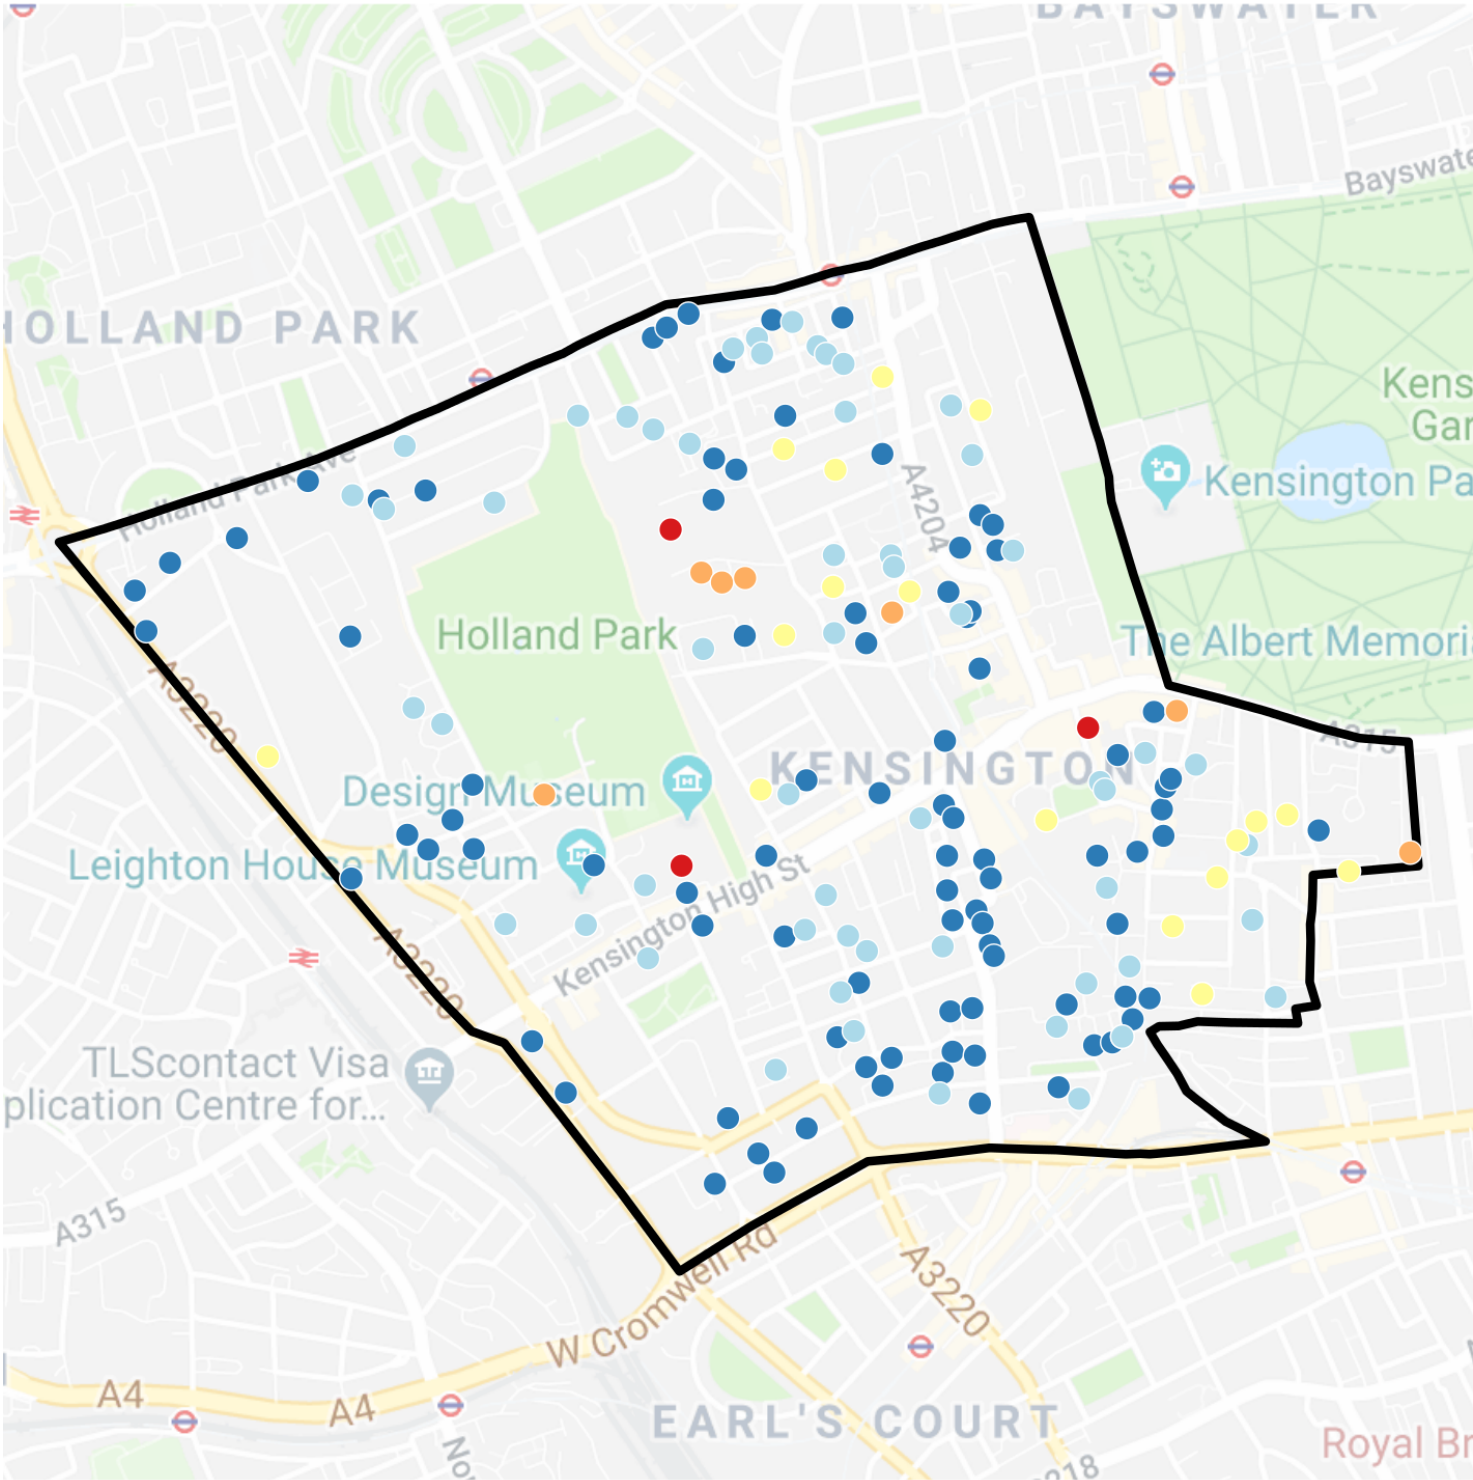 BAYSWATER
Bayswate
HOLLAND PARK
Kens
Gar
Holland Park Ave
A4204
Kensington Pa
Holland Park
The Albert Memori
A3220
A315
KENSINGTON
Design Museum
Leighton House Museum
Kensington High St
A3220
TLScontact Visa
plication Centre for...
A315
W Cromwell Rd
A3220
A4
A4
EARL'S COURT
Royal Br
No
218